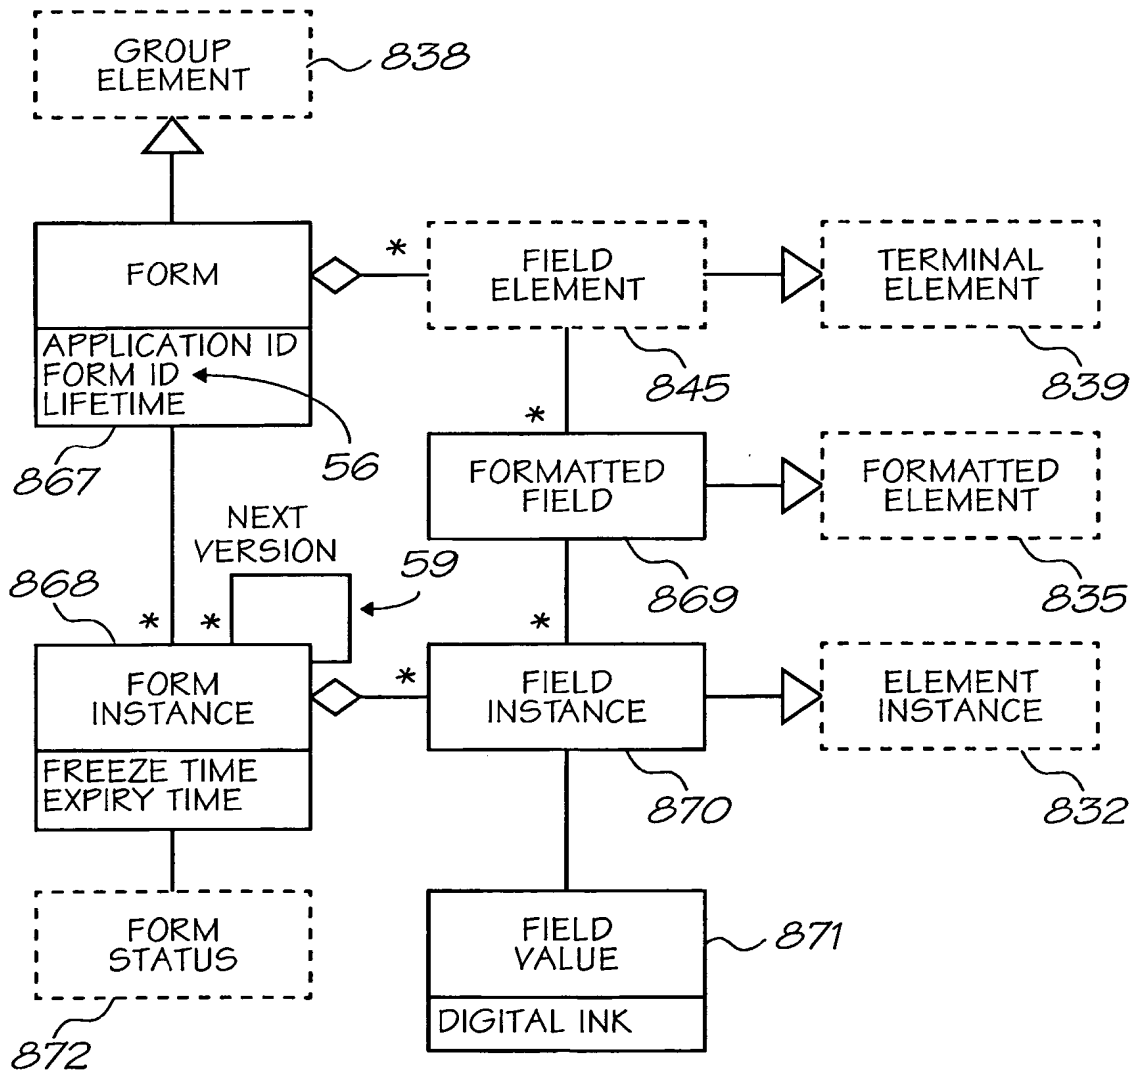 GROUP
ELEMENT
838
FORM
*
FIELD
ELEMENT
TERMINAL
ELEMENT
APPLICATION ID
FORM ID
LIFETIME
845
839
867
56
*
FORMATTED
FIELD
FORMATTED
ELEMENT
NEXT
VERSION
59
868
869
835
*
*
*
FORM
INSTANCE
*
FIELD
INSTANCE
ELEMENT
INSTANCE
FREEZE TIME
EXPIRY TIME
870
832
FORM
STATUS
FIELD
VALUE
871
DIGITAL INK
872